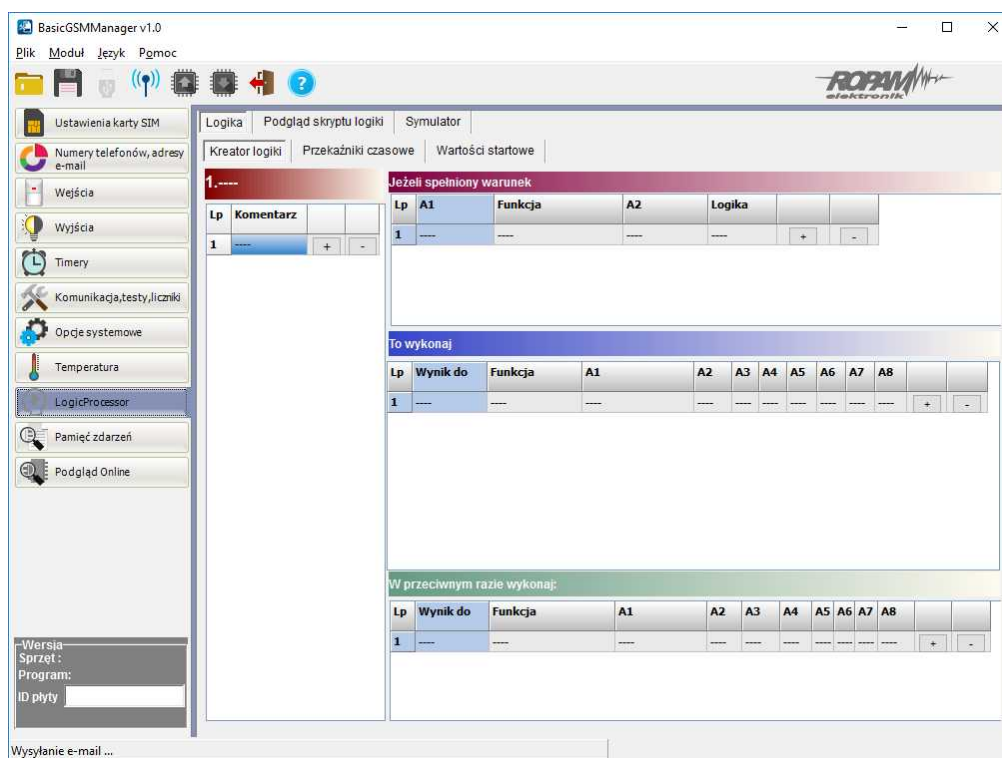 BasicGSMManager v1.0
Plik Moduł Język Pomoc
ROPAM
elektronik
Ustawienia karty SIM
Numery telefonów, adresy
e-mail
Wejścia
Wyjścia
Timery
Komunikacja,testy,liczniki
Opcje systemowe
Temperatura
LogicProcessor
Pamięć zdarzeń
Podgląd Online
Wersja
Sprzęt :
Program:
ID płyty
Logika Podgląd skryptu logiki Symulator
Kreator logiki Przekaźniki czasowe Wartości startowe
1.----
Lp Komentarz
1 ---- + -
Jeżeli spełniony warunek
Lp A1 Funkcja A2 Logika
1 ---- ---- ---- ---- + -
To wykonaj
Lp Wynik do Funkcja A1 A2 A3 A4 A5 A6 A7 A8
1 ---- ---- ---- ---- ---- ---- ---- ---- ---- ---- + -
W przeciwnym razie wykonaj:
Lp Wynik do Funkcja A1 A2 A3 A4 A5 A6 A7 A8
1 ---- ---- ---- ---- ---- ---- ---- ---- ---- ---- + -
Wysyłanie e-mail ...